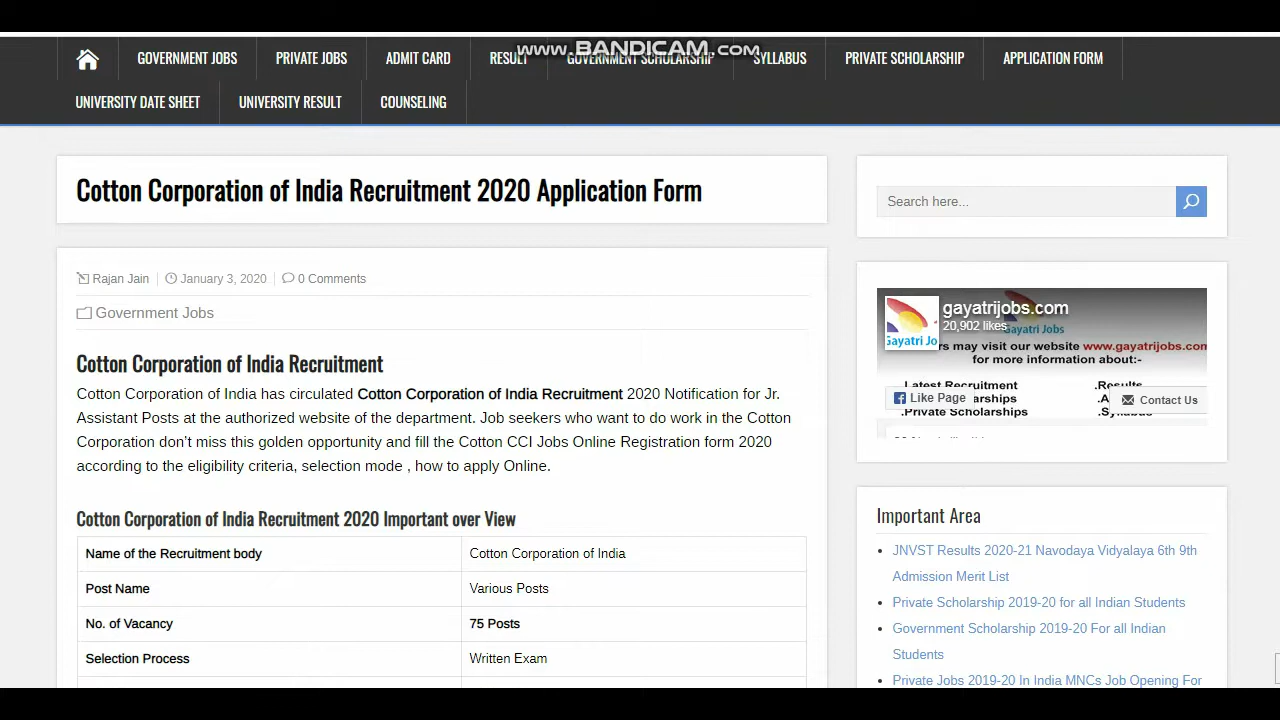 www.BANDICAM.com
GOVERNMENT JOBS PRIVATE JOBS ADMIT CARD RESULT GOVERNMENT SCHOLARSHIP SYLLABUS PRIVATE SCHOLARSHIP APPLICATION FORM
UNIVERSITY DATE SHEET UNIVERSITY RESULT COUNSELING
Cotton Corporation of India Recruitment 2020 Application Form
Rajan Jain January 3, 2020 0 Comments
Government Jobs
Cotton Corporation of India Recruitment
Cotton Corporation of India has circulated Cotton Corporation of India Recruitment 2020 Notification for Jr.
Assistant Posts at the authorized website of the department. Job seekers who want to do work in the Cotton
Corporation don’t miss this golden opportunity and fill the Cotton CCI Jobs Online Registration form 2020
according to the eligibility criteria, selection mode , how to apply Online.
Cotton Corporation of India Recruitment 2020 Important over View
Name of the Recruitment body Cotton Corporation of India
Post Name Various Posts
No. of Vacancy 75 Posts
Selection Process Written Exam
Search here...
gayatrijobs.com
20,902 likes
Gayatri Jobs
may visit our website www.gayatrijobs.com
for more information about:-
.Latest Recruitment .Results
Like Page
Contact Us
.Private Scholarships
Important Area
JNVST Results 2020-21 Navodaya Vidyalaya 6th 9th
Admission Merit List
Private Scholarship 2019-20 for all Indian Students
Government Scholarship 2019-20 For all Indian
Students
Private Jobs 2019-20 In India MNCs Job Opening For